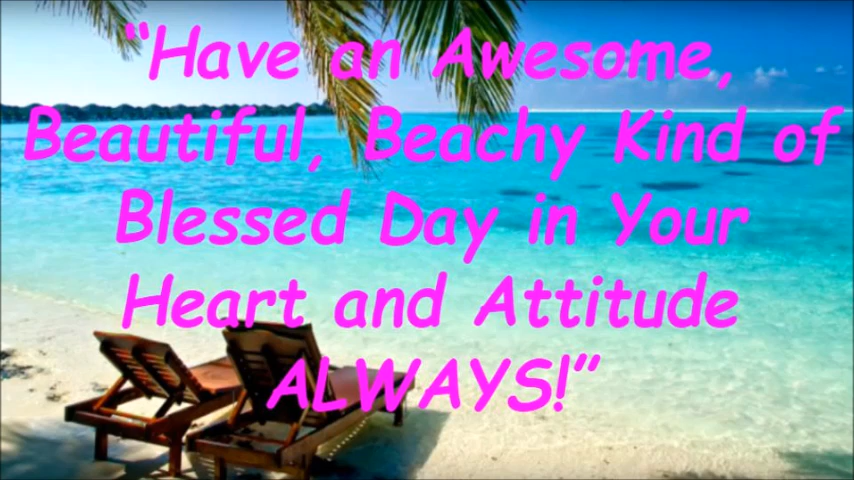 “Have an Awesome,
Beautiful, Beachy Kind of
Blessed Day in Your
Heart and Attitude
ALWAYS!”